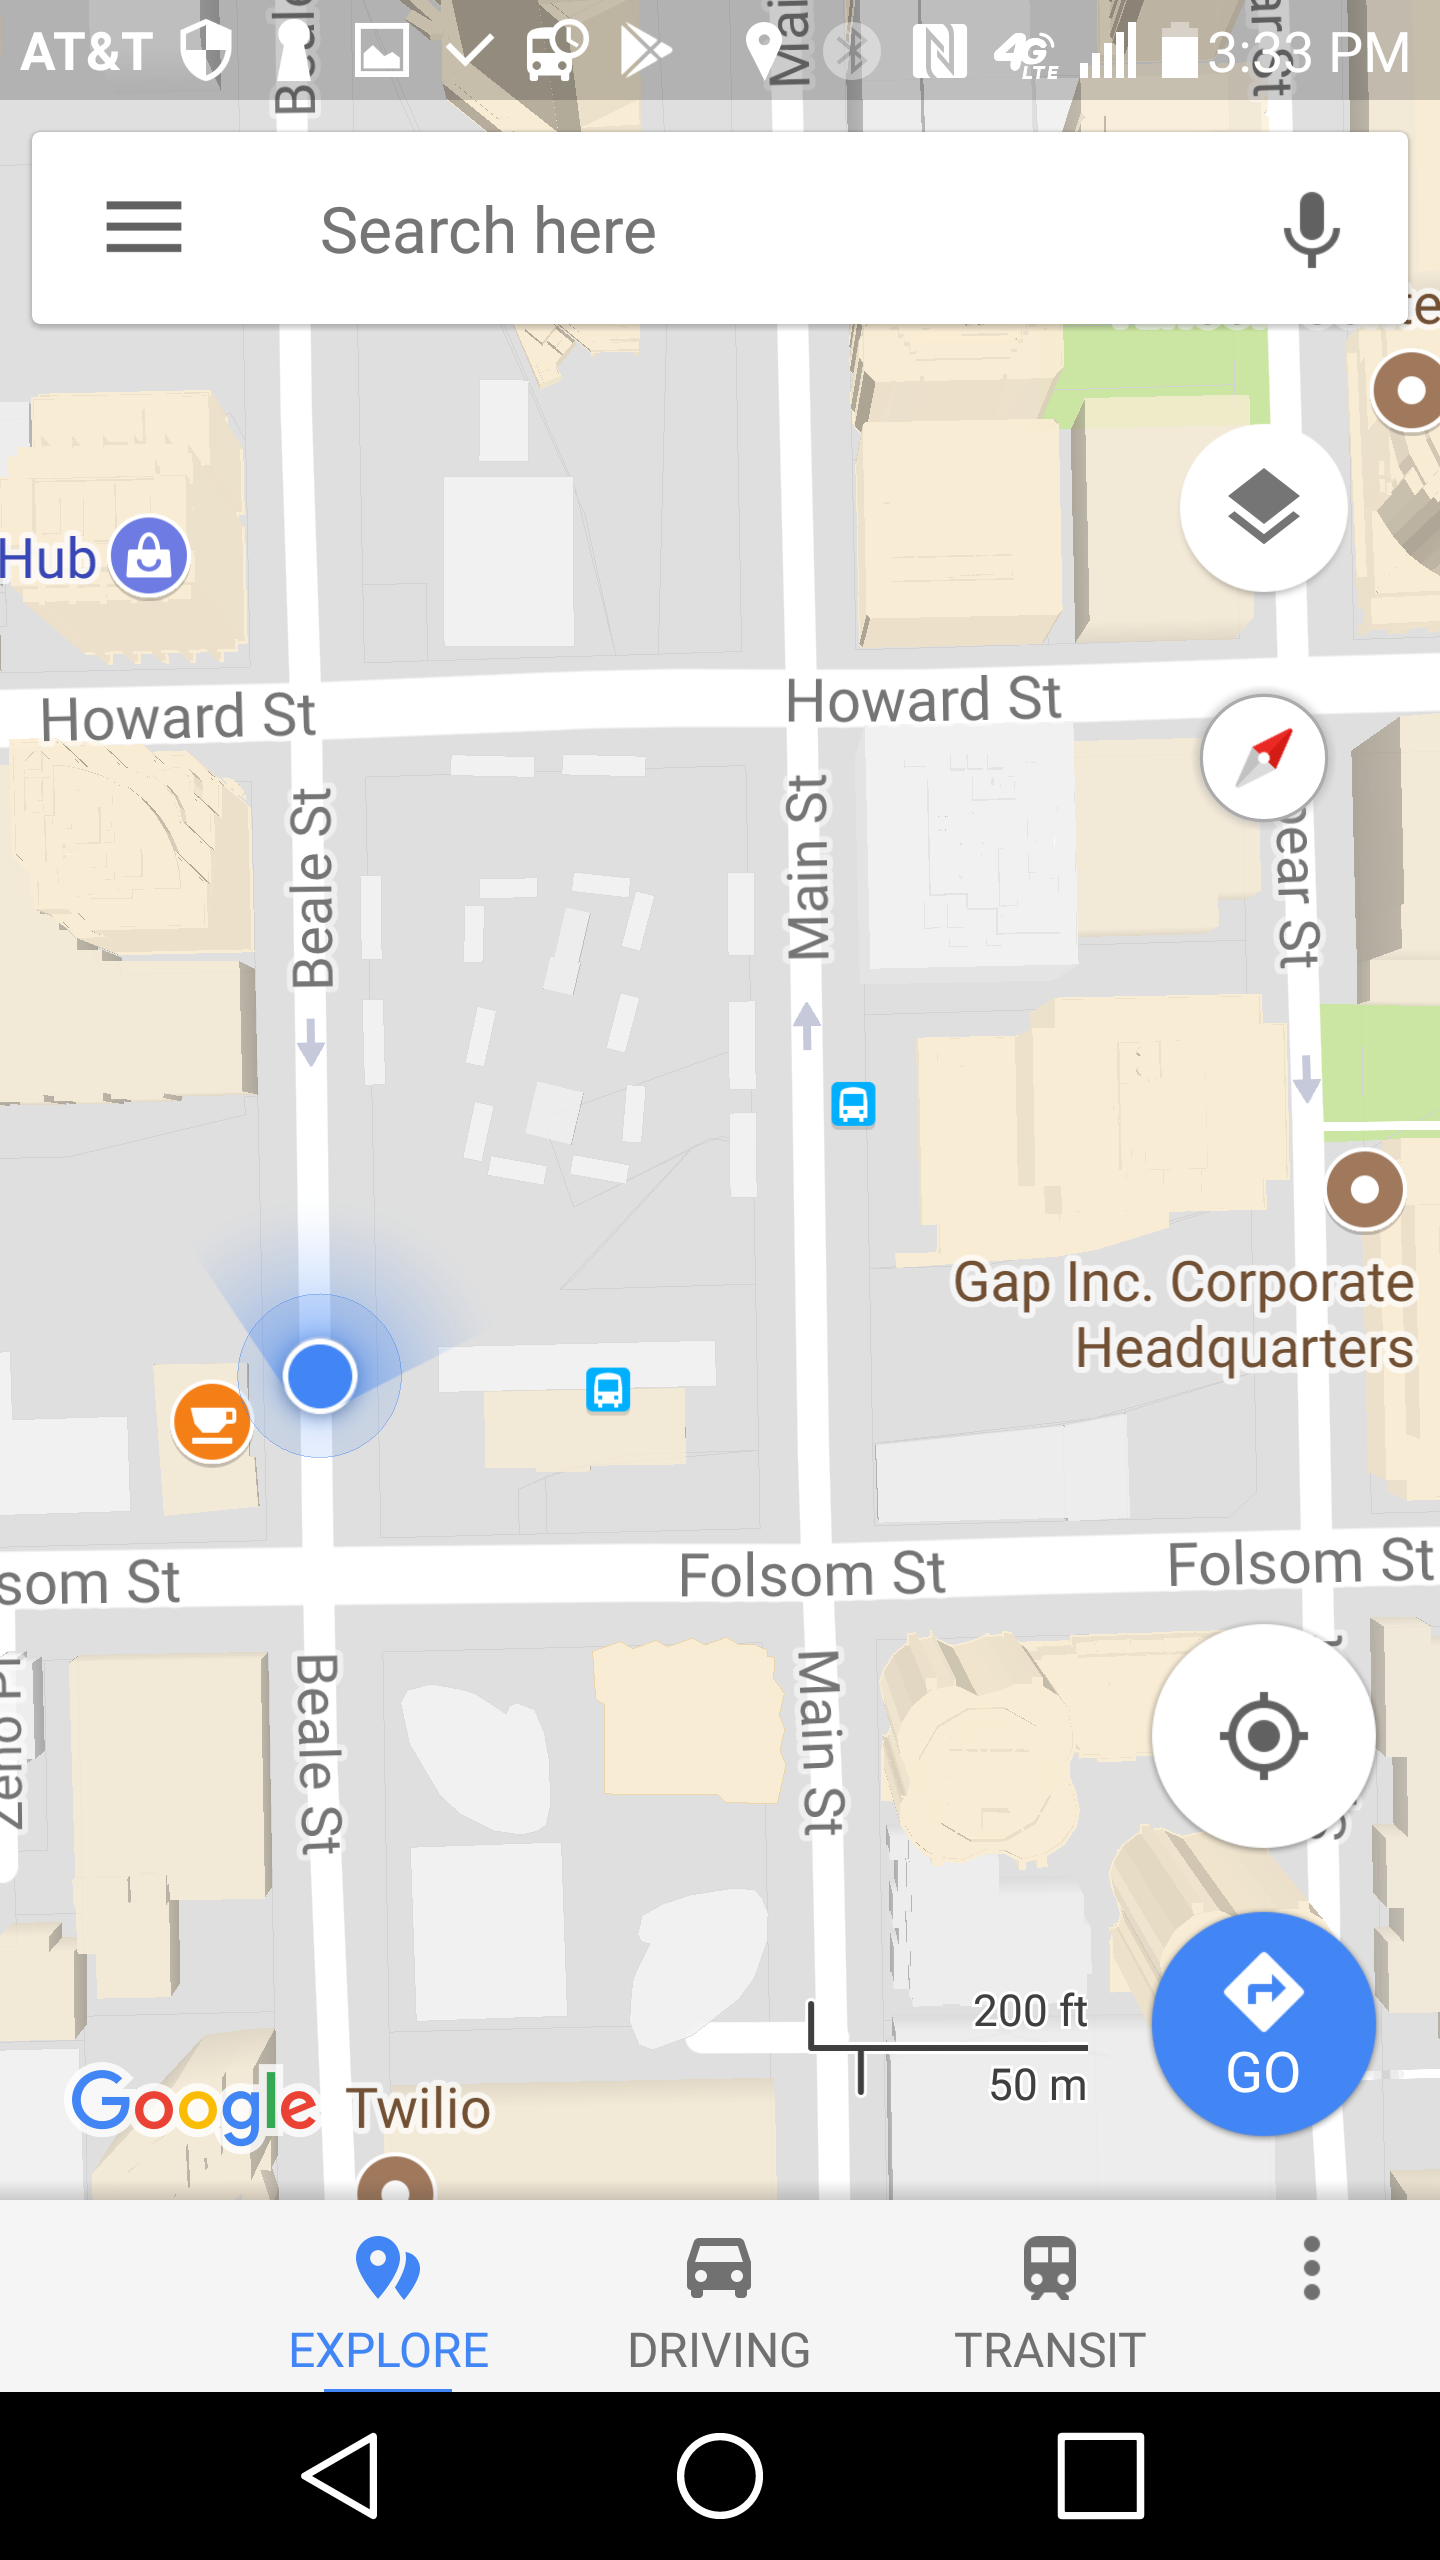 AT&T
4G LTE
3:33 PM
Search here
Hub
Howard St
Howard St
Beale St
Main St
St
Gap Inc. Corporate
Headquarters
Folsom St
Folsom St
St
Beale St
Main St
200 ft
50 m
GO
Google
Twilio
EXPLORE
DRIVING
TRANSIT